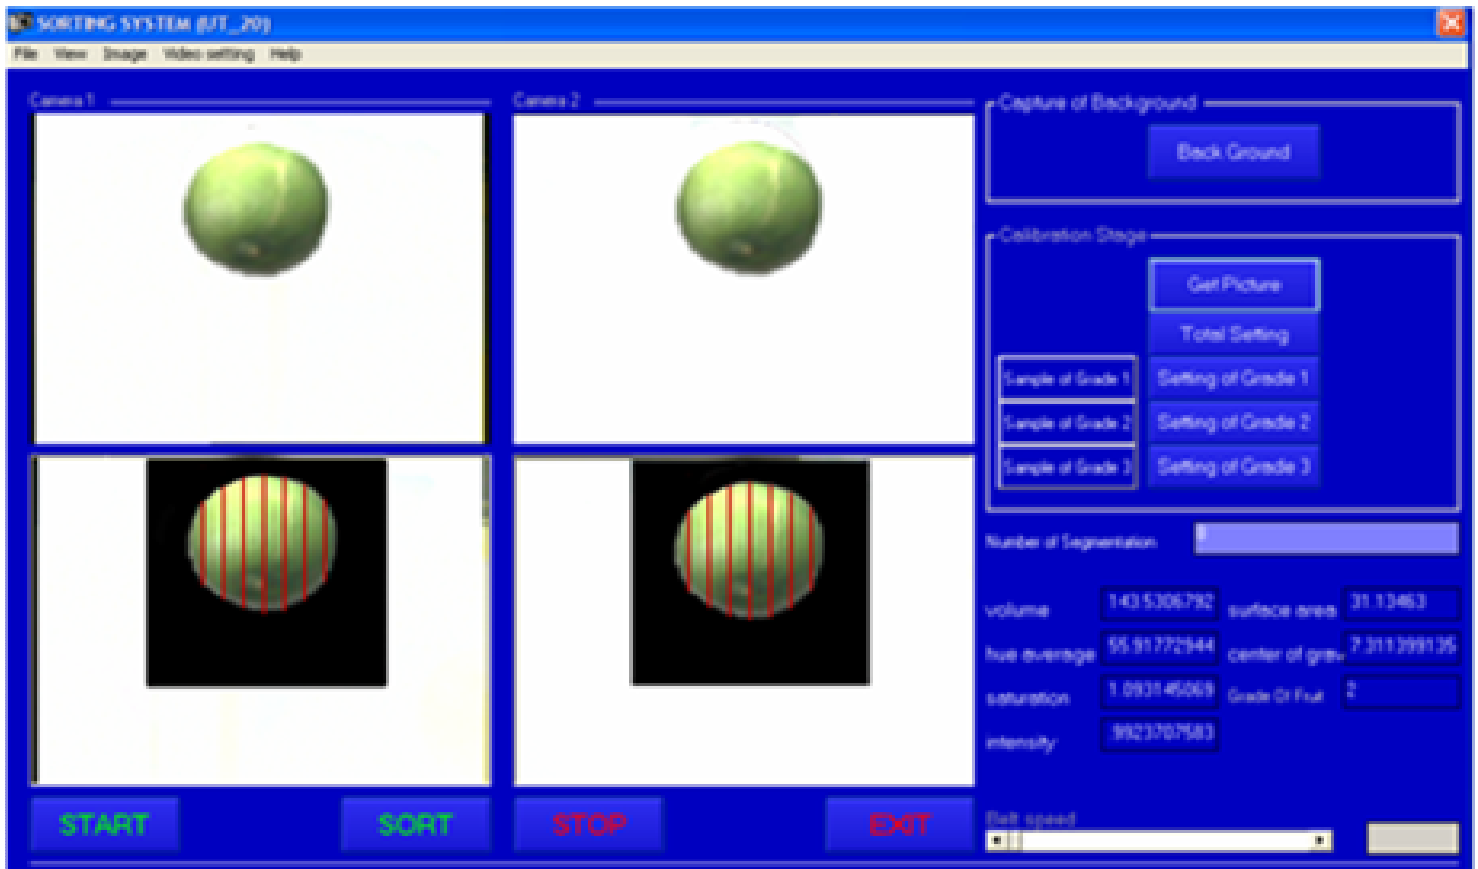 SORTING SYSTEM (UT_20)
File View Image Video setting Help
Camera 1
Camera 2
Capture of Background
Back Ground
Calibration Stage
Get Picture
Total Setting
Sample of Grade 1
Setting of Grade 1
Sample of Grade 2
Setting of Grade 2
Sample of Grade 3
Setting of Grade 3
Number of Segmentation
volume 143.5306792 surface area 31.13463
hue average 55.91772944 center of grav 7.311399135
saturation 1.093145069 Grade Of Fruit 2
intensity .9923707583
START
SORT
STOP
EXIT
Belt speed